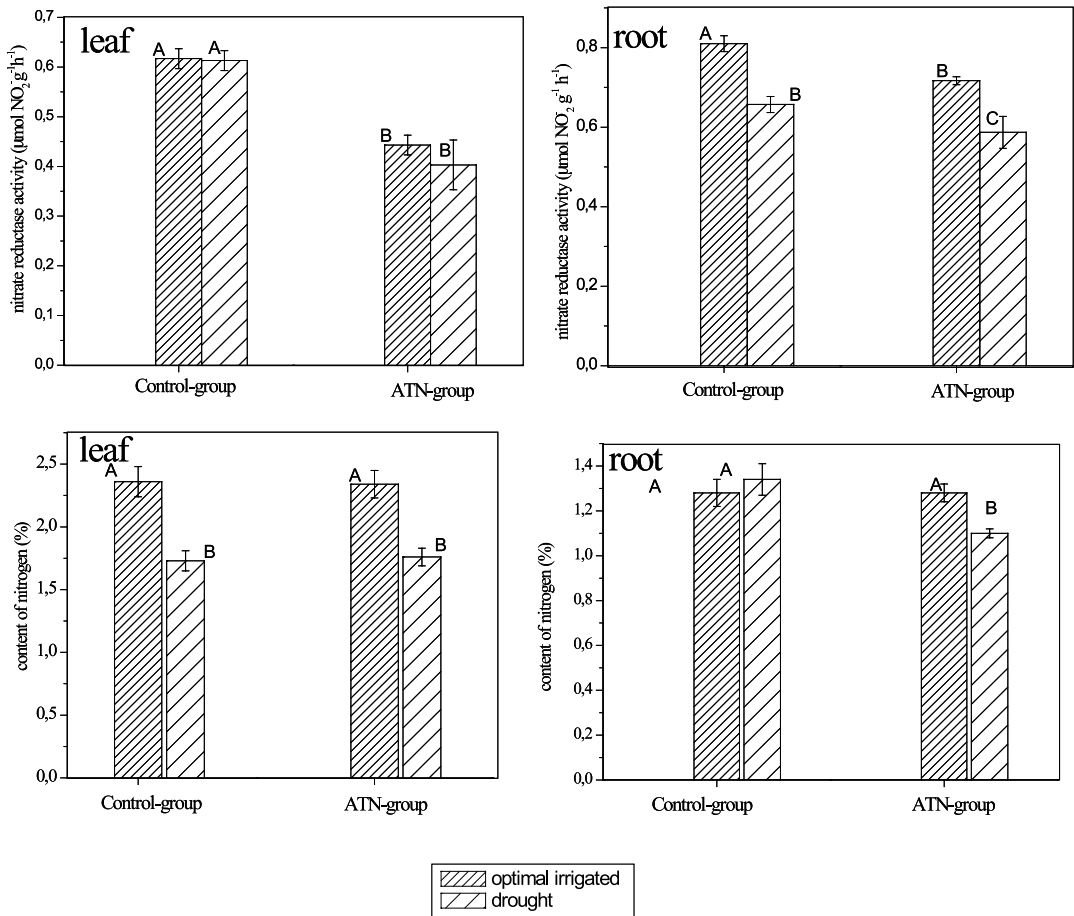 leaf
nitrate reductase activity (µmol NO₂⁻g⁻¹h⁻¹)
0,7
0,6
0,5
0,4
0,3
0,2
0,1
0,0
A
A
B
B
Control-group
ATN-group
root
nitrate reductase activity (µmol NO₂⁻ g⁻¹ h⁻¹)
0,8
0,6
0,4
0,2
0,0
A
B
B
C
Control-group
ATN-group
leaf
content of nitrogen (%)
2,5
2,0
1,5
1,0
0,5
0,0
A
B
A
B
Control-group
ATN-group
root
content of nitrogen (%)
1,4
1,2
1,0
0,8
0,6
0,4
0,2
0,0
A
A
A
B
Control-group
ATN-group
optimal irrigated
drought